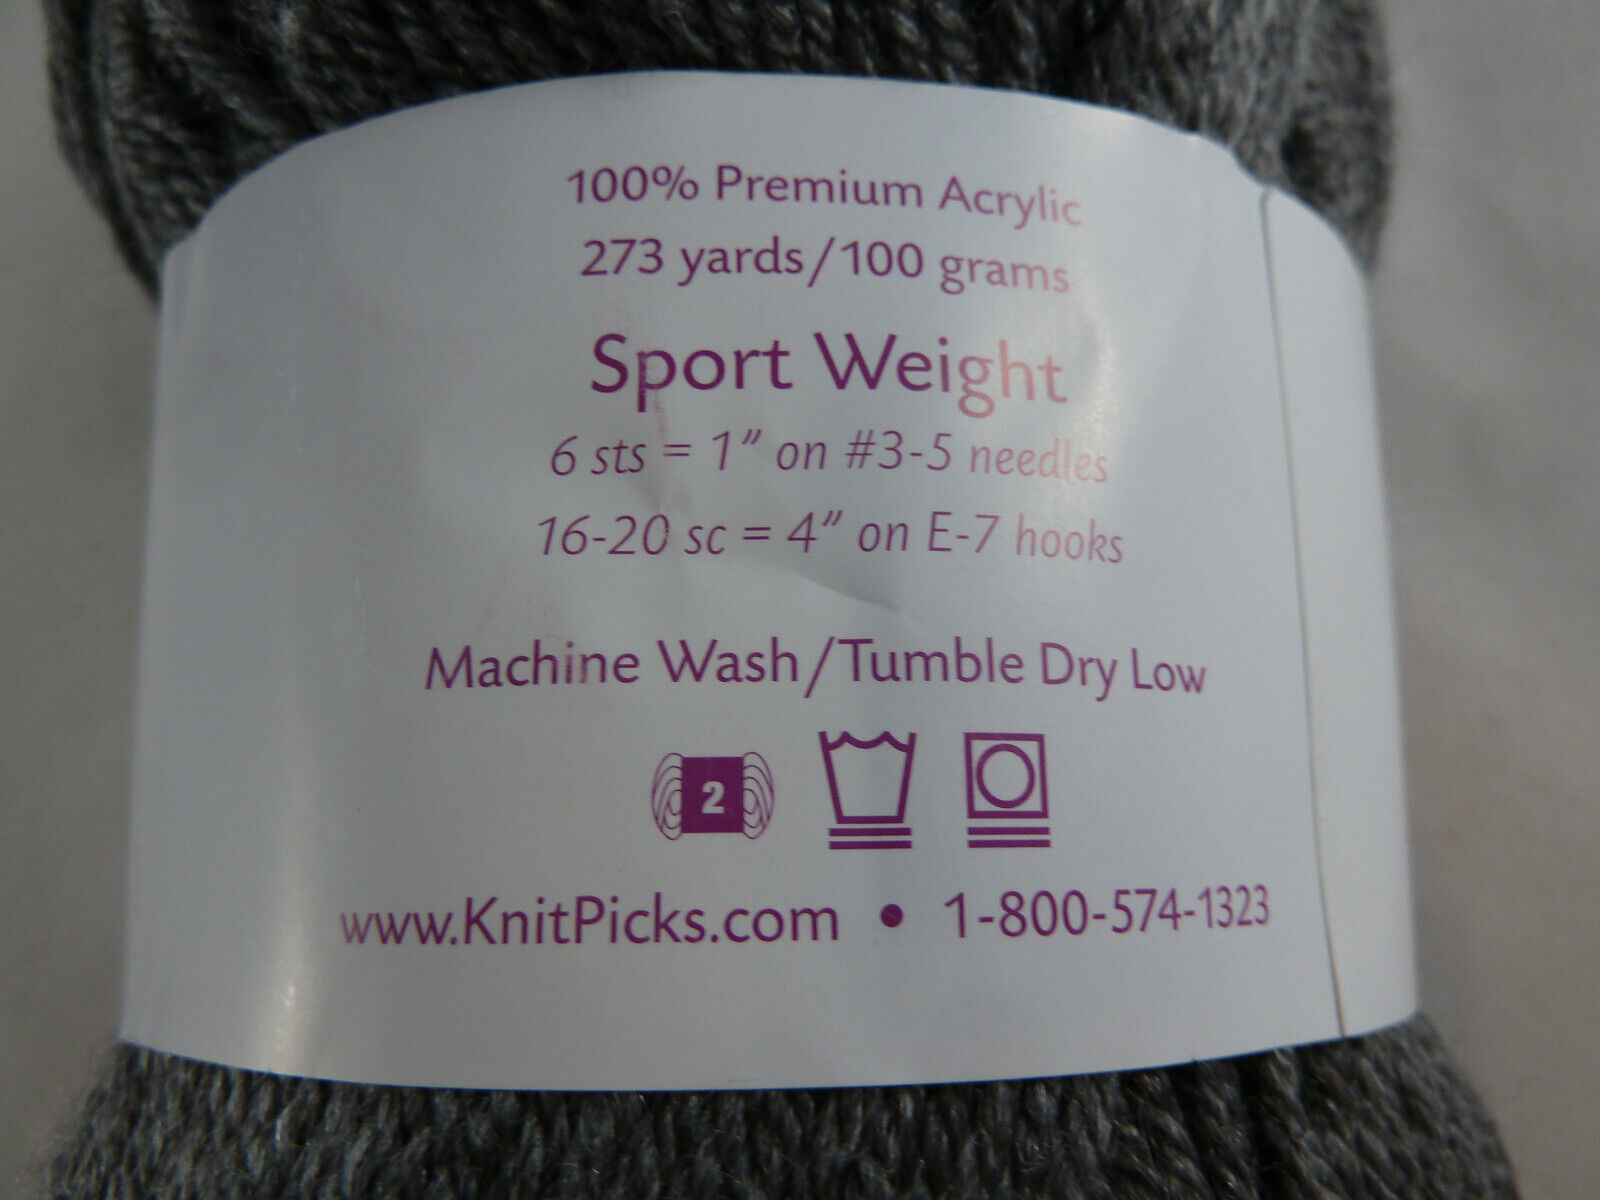 100% Premium Acrylic
273 yards/100 grams
Sport Weight
6 sts = 1” on #3-5 needles
16-20 sc = 4” on E-7 hooks
Machine Wash/Tumble Dry Low
2
www.KnitPicks.com • 1-800-574-1323